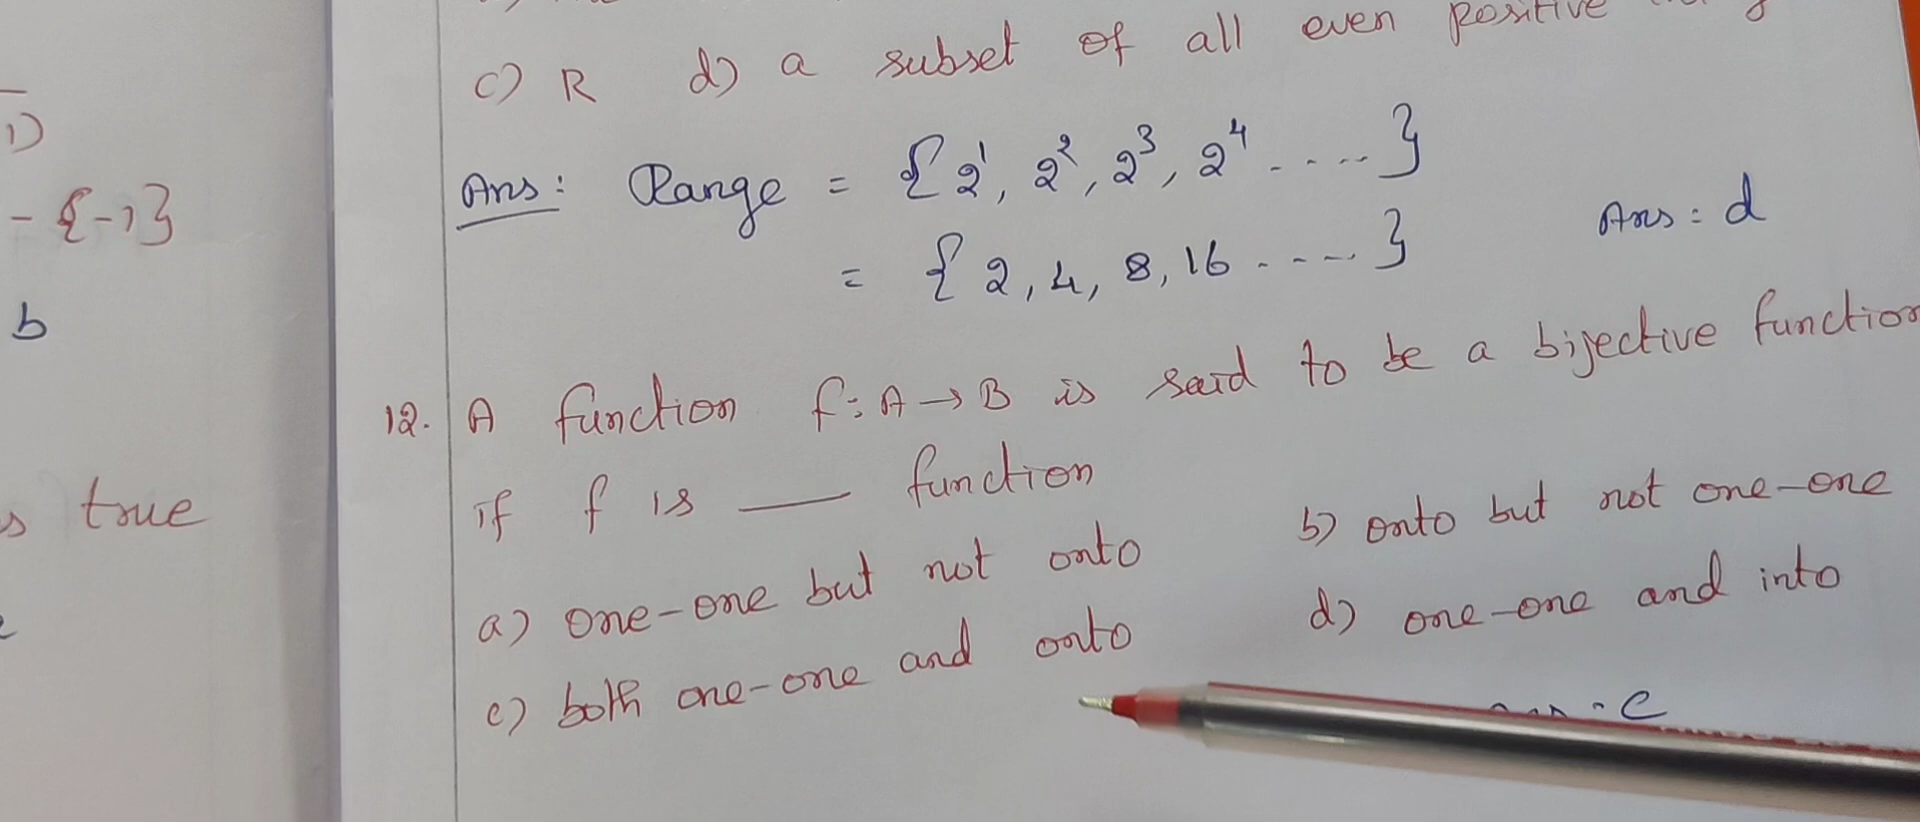 c) R d) a subset of all even positive
Ans: Range = {2¹, 2², 2³, 2⁴ ..... }
= { 2, 4, 8, 16 ..... }
Ans: d
12. A function f: A → B is said to be a bijective function
if f is ___ function
a) one-one but not onto b) onto but not one-one
c) both one-one and onto d) one-one and into
c
1)
- {-1}
b
true